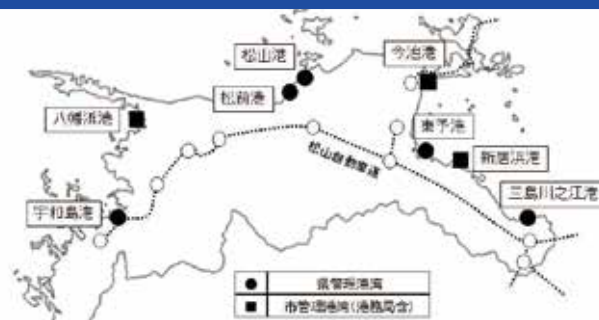 松山港
今治港
松前港
八幡浜港
東予港
松山自動車道
新居浜港
三島川之江港
宇和島港
● 県管理港湾
■ 市管理港湾(港務局含)